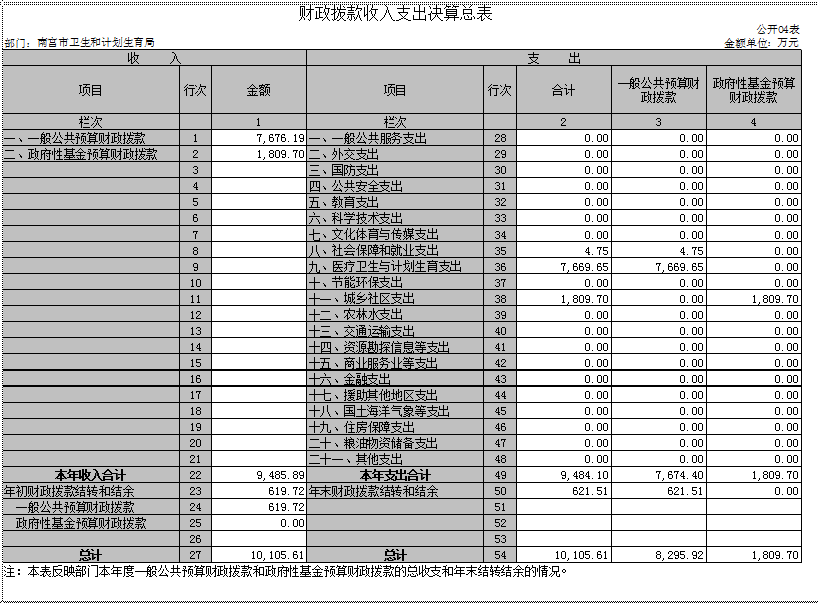 财政拨款收入支出决算总表
公开04表
部门：南宫市卫生和计划生育局 金额单位：万元
收 入 支 出
项目 行次 金额 项目 行次 合计 一般公共预算财政拨款 政府性基金预算财政拨款
栏次 1 栏次 2 3 4
一、一般公共预算财政拨款 1 7,676.19 一、一般公共服务支出 28 0.00 0.00 0.00
二、政府性基金预算财政拨款 2 1,809.70 二、外交支出 29 0.00 0.00 0.00
3 三、国防支出 30 0.00 0.00 0.00
4 四、公共安全支出 31 0.00 0.00 0.00
5 五、教育支出 32 0.00 0.00 0.00
6 六、科学技术支出 33 0.00 0.00 0.00
7 七、文化体育与传媒支出 34 0.00 0.00 0.00
8 八、社会保障和就业支出 35 4.75 4.75 0.00
9 九、医疗卫生与计划生育支出 36 7,669.65 7,669.65 0.00
10 十、节能环保支出 37 0.00 0.00 0.00
11 十一、城乡社区支出 38 1,809.70 0.00 1,809.70
12 十二、农林水支出 39 0.00 0.00 0.00
13 十三、交通运输支出 40 0.00 0.00 0.00
14 十四、资源勘探信息等支出 41 0.00 0.00 0.00
15 十五、商业服务业等支出 42 0.00 0.00 0.00
16 十六、金融支出 43 0.00 0.00 0.00
17 十七、援助其他地区支出 44 0.00 0.00 0.00
18 十八、国土海洋气象等支出 45 0.00 0.00 0.00
19 十九、住房保障支出 46 0.00 0.00 0.00
20 二十、粮油物资储备支出 47 0.00 0.00 0.00
21 二十一、其他支出 48 0.00 0.00 0.00
本年收入合计 22 9,485.89 本年支出合计 49 9,484.10 7,674.40 1,809.70
年初财政拨款结转和结余 23 619.72 年末财政拨款结转和结余 50 621.51 621.51 0.00
一般公共预算财政拨款 24 619.72 51
政府性基金预算财政拨款 25 0.00 52
26 53
总计 27 10,105.61 总计 54 10,105.61 8,295.92 1,809.70
注：本表反映部门本年度一般公共预算财政拨款和政府性基金预算财政拨款的总收支和年末结转结余的情况。